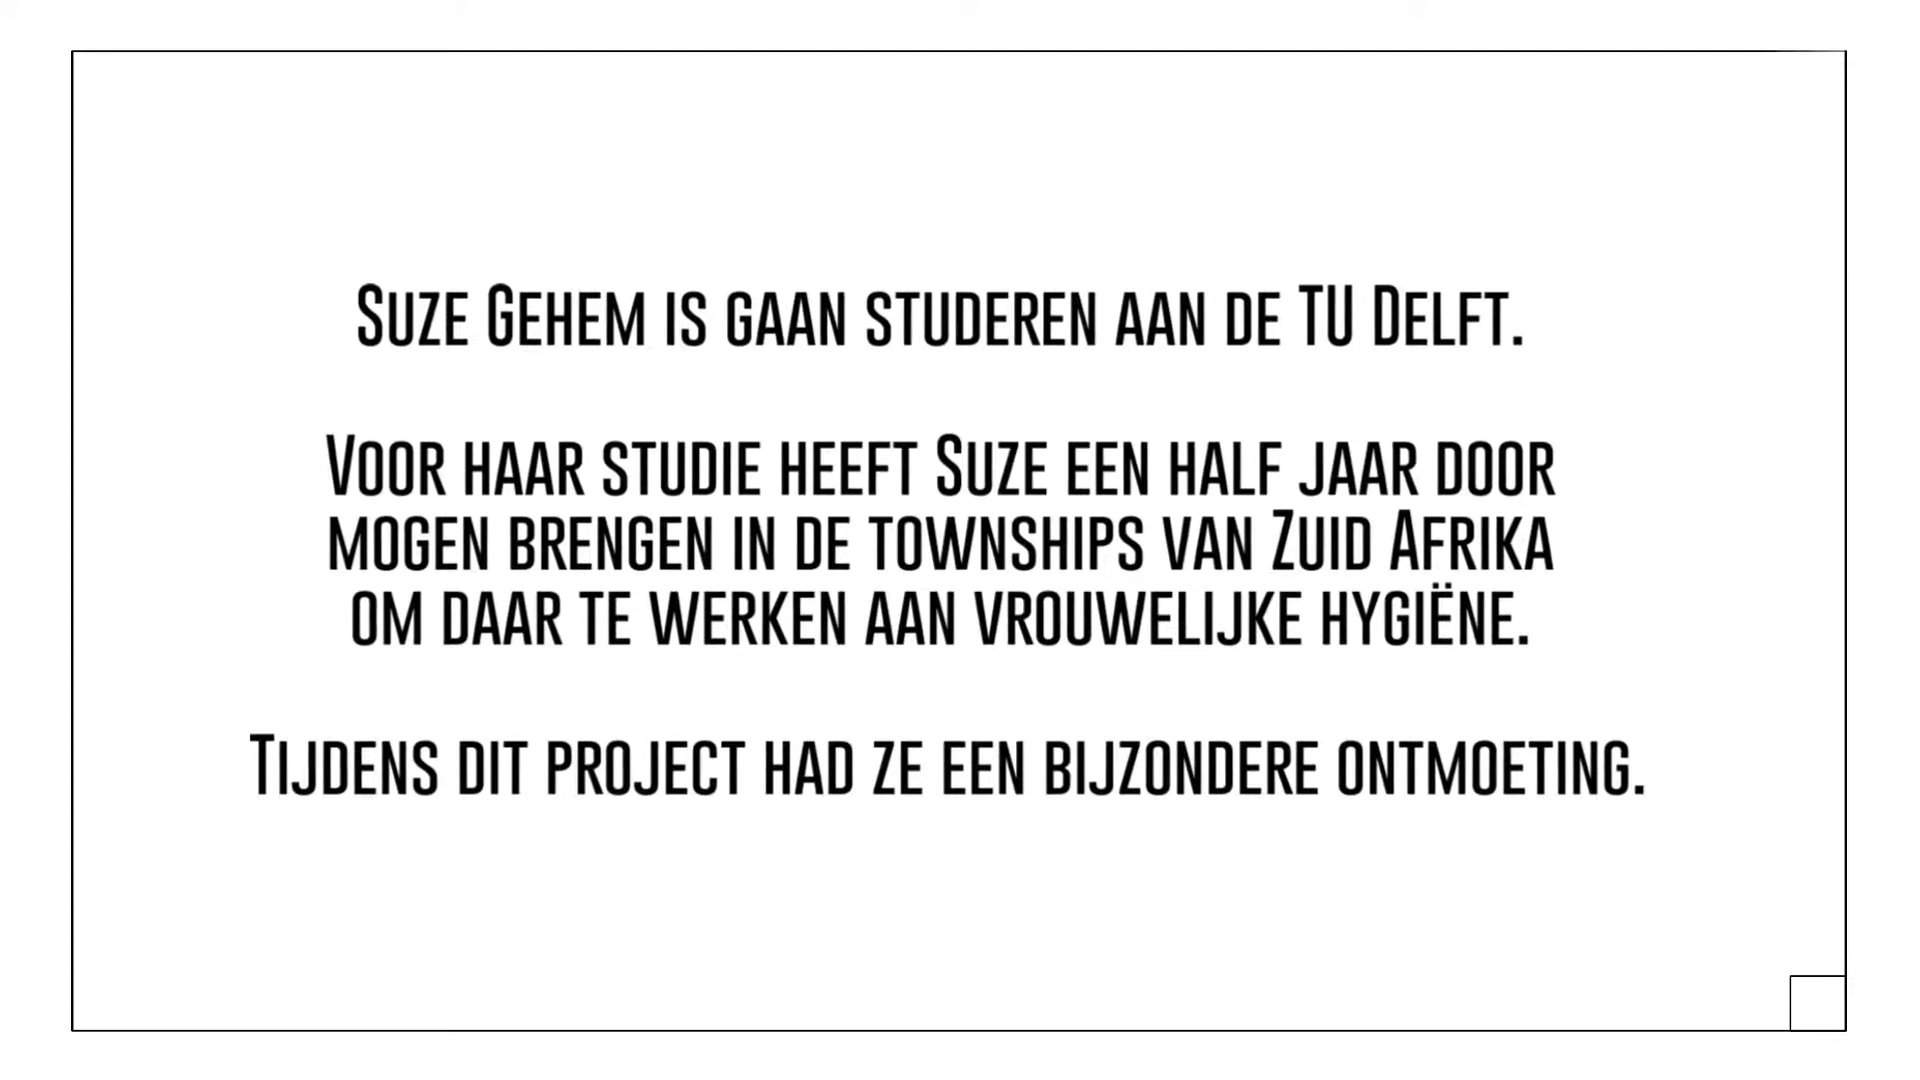 Suze Gehem is gaan studeren aan de TU Delft.
Voor haar studie heeft Suze een half jaar door
mogen brengen in de townships van Zuid Afrika
om daar te werken aan vrouwelijke hygiëne.
Tijdens dit project had ze een bijzondere ontmoeting.